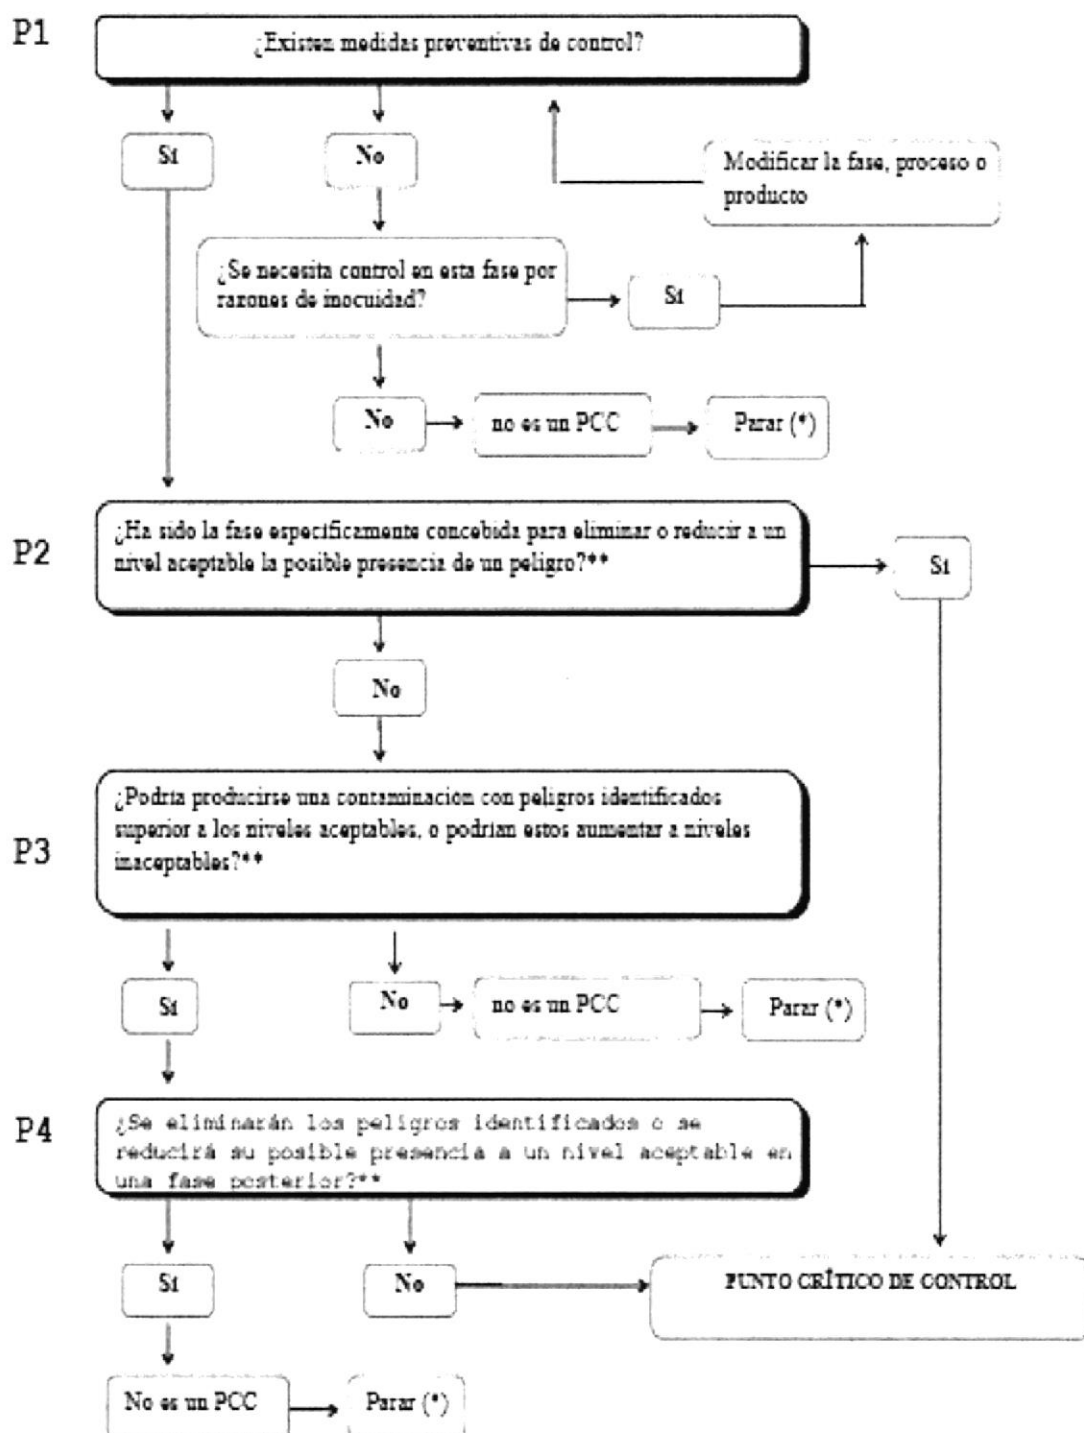 P1
¿Existen medidas preventivas de control?
Sí
No
Modificar la fase, proceso o
producto
¿Se necesita control en esta fase por
razones de inocuidad?
Sí
No
no es un PCC
Parar (*)
P2
¿Ha sido la fase específicamente concebida para eliminar o reducir a un
nivel aceptable la posible presencia de un peligro?**
Sí
No
P3
¿Podría producirse una contaminación con peligros identificados
superior a los niveles aceptables, o podrían estos aumentar a niveles
inaceptables?**
Sí
No
no es un PCC
Parar (*)
P4
¿Se eliminarán los peligros identificados o se
reducirá su posible presencia a un nivel aceptable en
una fase posterior?**
Sí
No
PUNTO CRÍTICO DE CONTROL
No es un PCC
Parar (*)